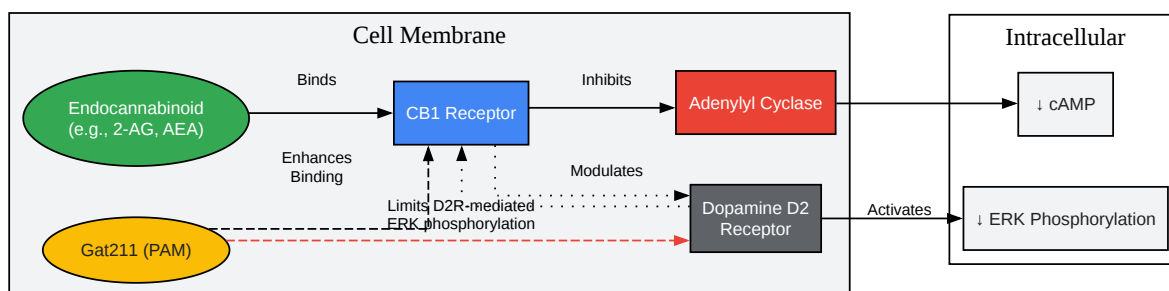 Cell Membrane
Intracellular
Binds
Inhibits
Endocannabinoid
(e.g., 2-AG, AEA)
CB1 Receptor
Adenylyl Cyclase
↓ cAMP
Enhances
Binding
Modulates
Limits D2R-mediated
ERK phosphorylation
Dopamine D2
Receptor
Activates
↓ ERK Phosphorylation
Gat211 (PAM)